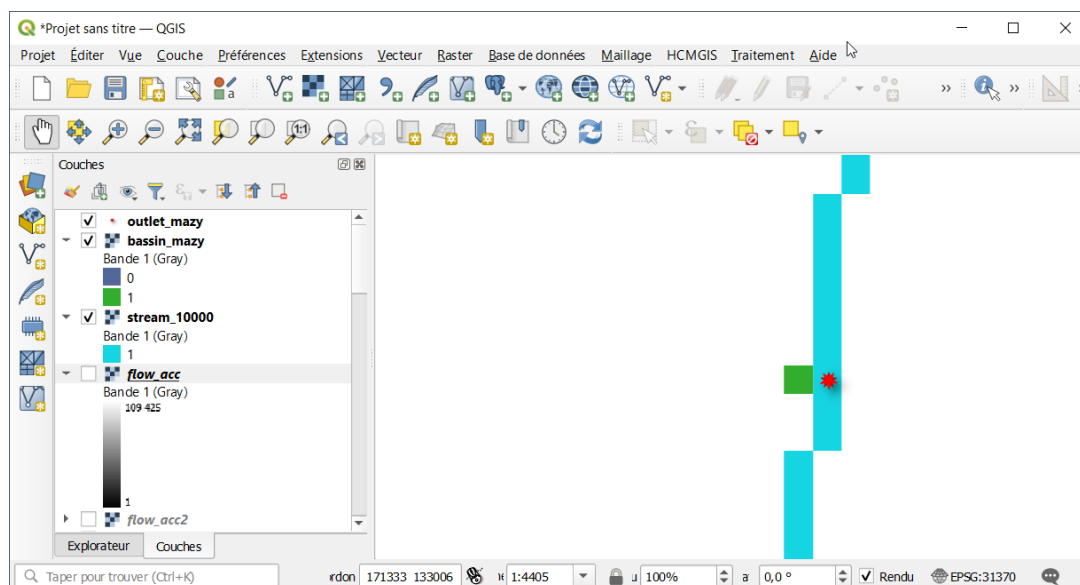 *Projet sans titre — QGIS
Projet Éditer Vue Couche Préférences Extensions Vecteur Raster Base de données Maillage HCMGIS Traitement Aide
1:1
Couches
outlet_mazy
bassin_mazy
Bande 1 (Gray)
0
1
stream_10000
Bande 1 (Gray)
1
flow_acc
Bande 1 (Gray)
109 425
1
flow_acc2
Explorateur Couches
Taper pour trouver (Ctrl+K) rdon 171333 133006 1:4405 u 100% a 0,0 ° Rendu EPSG:31370